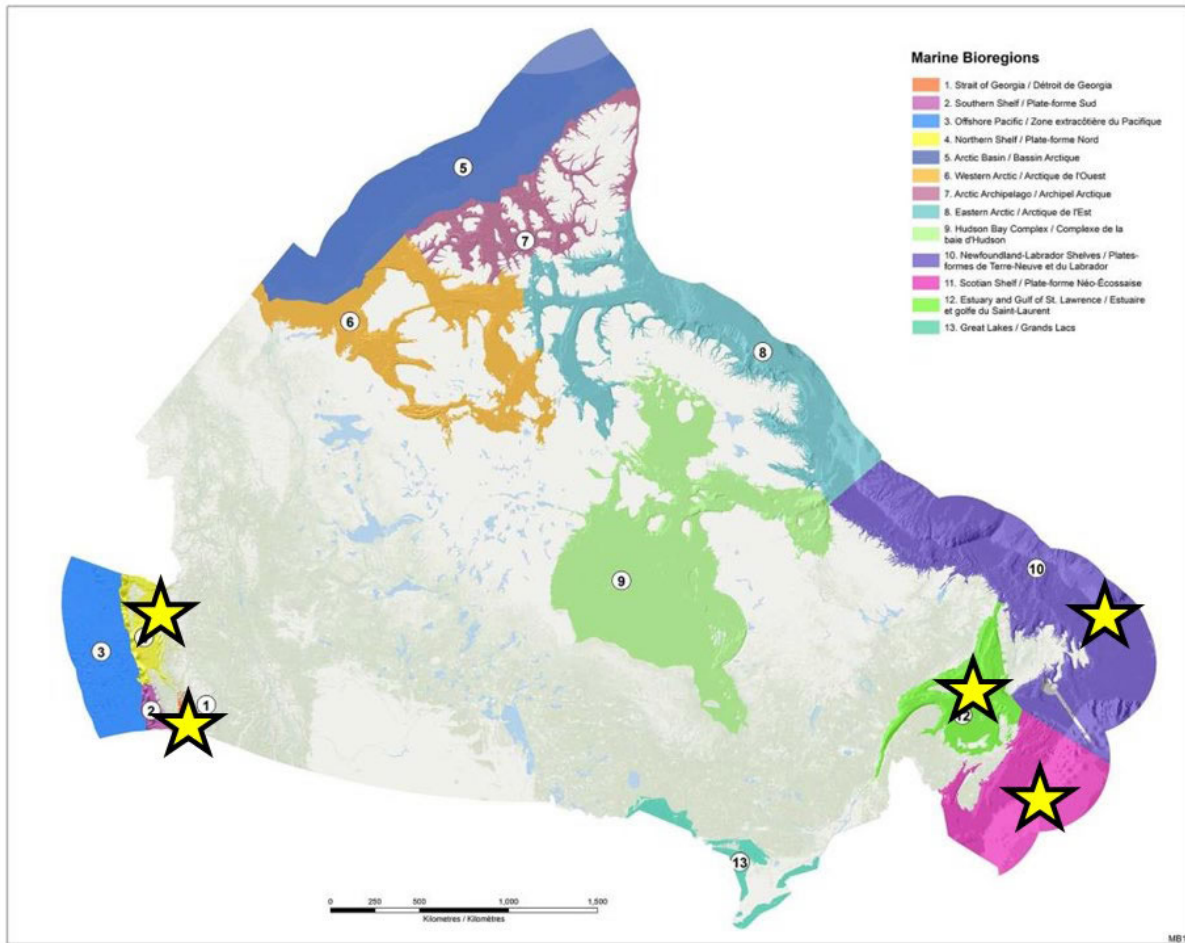 Marine Bioregions
1. Strait of Georgia / Détroit de Georgia
2. Southern Shelf / Plate-forme Sud
3. Offshore Pacific / Zone extracôtière du Pacifique
4. Northern Shelf / Plate-forme Nord
5. Arctic Basin / Bassin Arctique
6. Western Arctic / Arctique de l'Ouest
7. Arctic Archipelago / Archipel Arctique
8. Eastern Arctic / Arctique de l'Est
9. Hudson Bay Complex / Complexe de la
baie d'Hudson
10. Newfoundland-Labrador Shelves / Plates-
formes de Terre-Neuve et du Labrador
11. Scotian Shelf / Plate-forme Néo-Écossaise
12. Estuary and Gulf of St. Lawrence / Estuaire
et golfe du Saint-Laurent
13. Great Lakes / Grands Lacs
5
7
6
8
10
9
3
2
1
12
13
0 250 500 1,000 1,500
Kilometres / Kilomètres